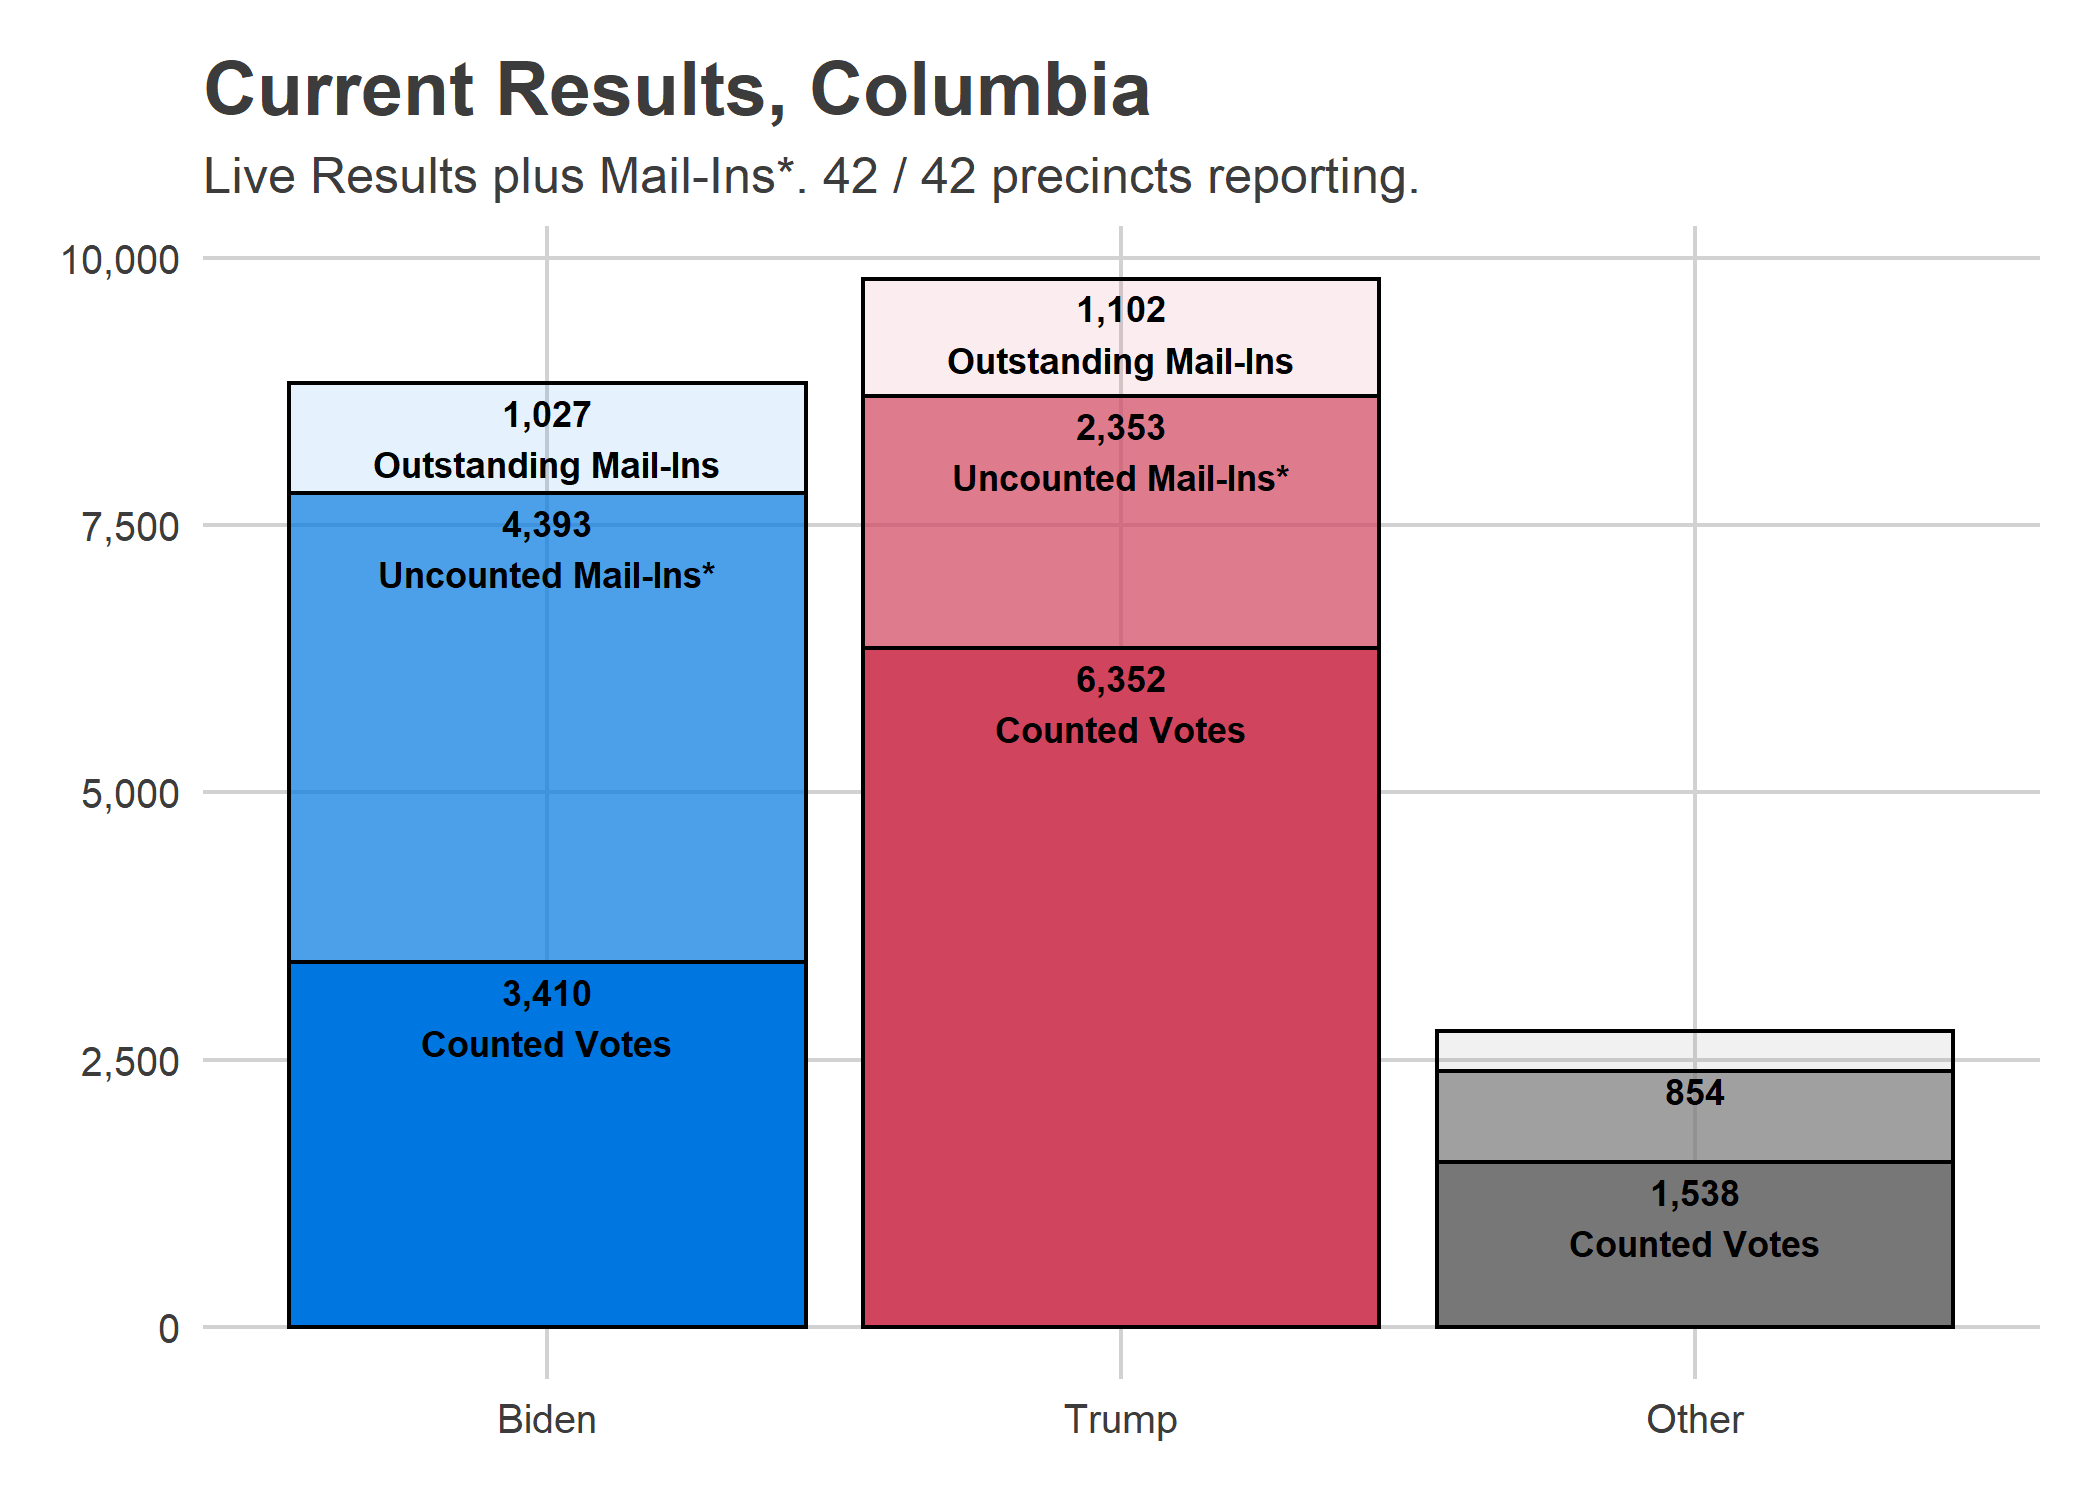 Current Results, Columbia
Live Results plus Mail-Ins*. 42 / 42 precincts reporting.
10,000
7,500
5,000
2,500
0
1,027
Outstanding Mail-Ins
4,393
Uncounted Mail-Ins*
3,410
Counted Votes
1,102
Outstanding Mail-Ins
2,353
Uncounted Mail-Ins*
6,352
Counted Votes
854
1,538
Counted Votes
Biden
Trump
Other